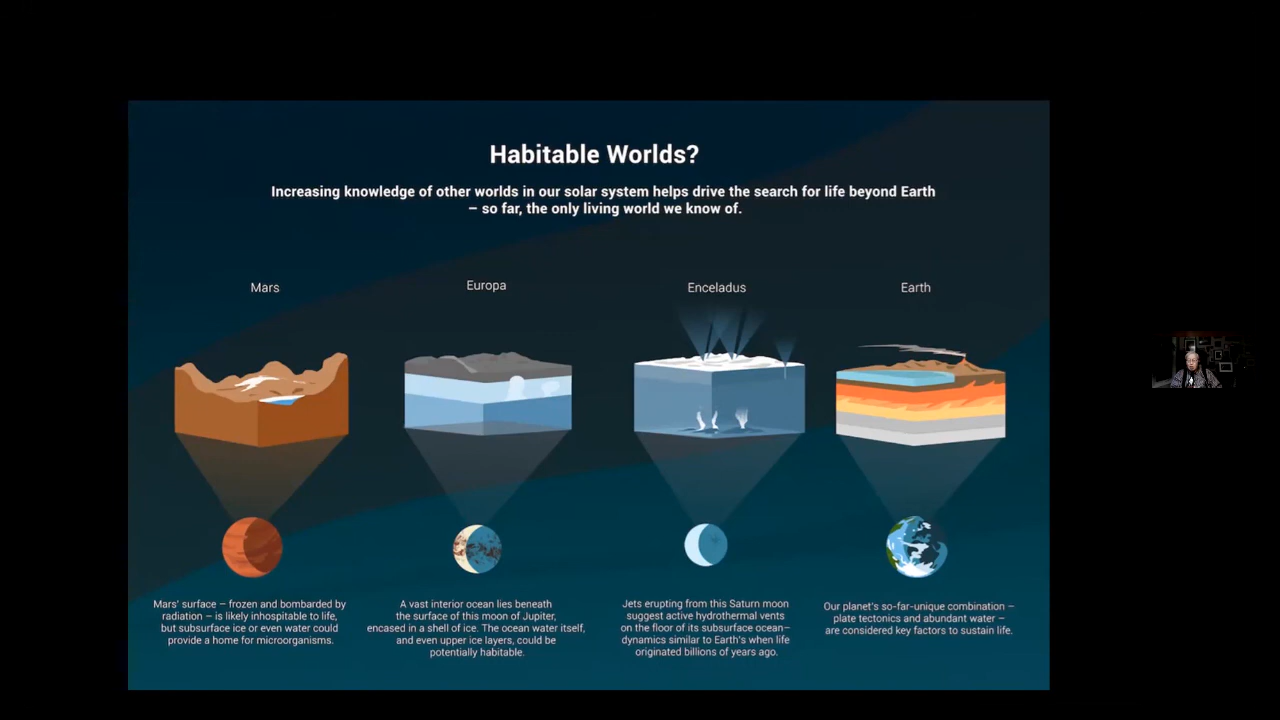 Habitable Worlds?
Increasing knowledge of other worlds in our solar system helps drive the search for life beyond Earth
– so far, the only living world we know of.
Mars
Europa
Enceladus
Earth
Mars' surface – frozen and bombarded by
radiation – is likely inhospitable to life,
but subsurface ice or even water could
provide a home for microorganisms.
A vast interior ocean lies beneath
the surface of this moon of Jupiter,
encased in a shell of ice. The ocean water itself,
and even upper ice layers, could be
potentially habitable.
Jets erupting from this Saturn moon
suggest active hydrothermal vents
on the floor of its subsurface ocean–
dynamics similar to Earth's when life
originated billions of years ago.
Our planet's so-far-unique combination –
plate tectonics and abundant water –
are considered key factors to sustain life.